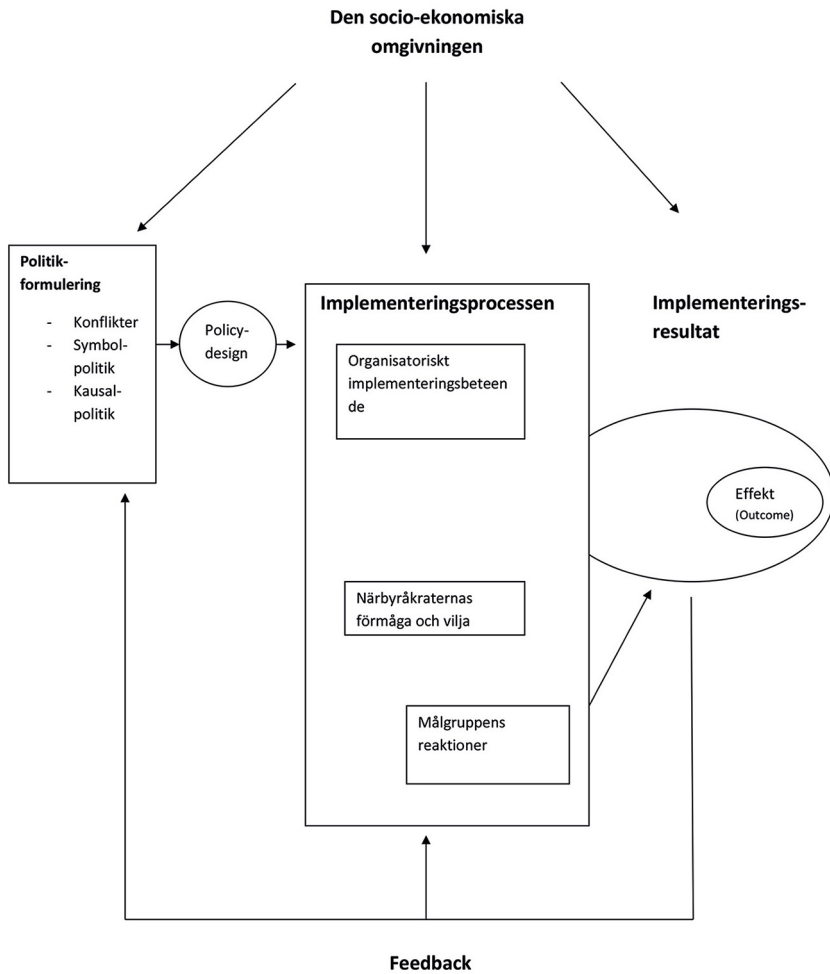 Den socio-ekonomiska
omgivningen
Politik-
formulering
- Konflikter
- Symbol-
politik
- Kausal-
politik
Policy-
design
Implementeringsprocessen
Organisatoriskt
implementeringsbeteen
de
Närbyråkraternas
förmåga och vilja
Målgruppens
reaktioner
Implementerings-
resultat
Effekt
(Outcome)
Feedback